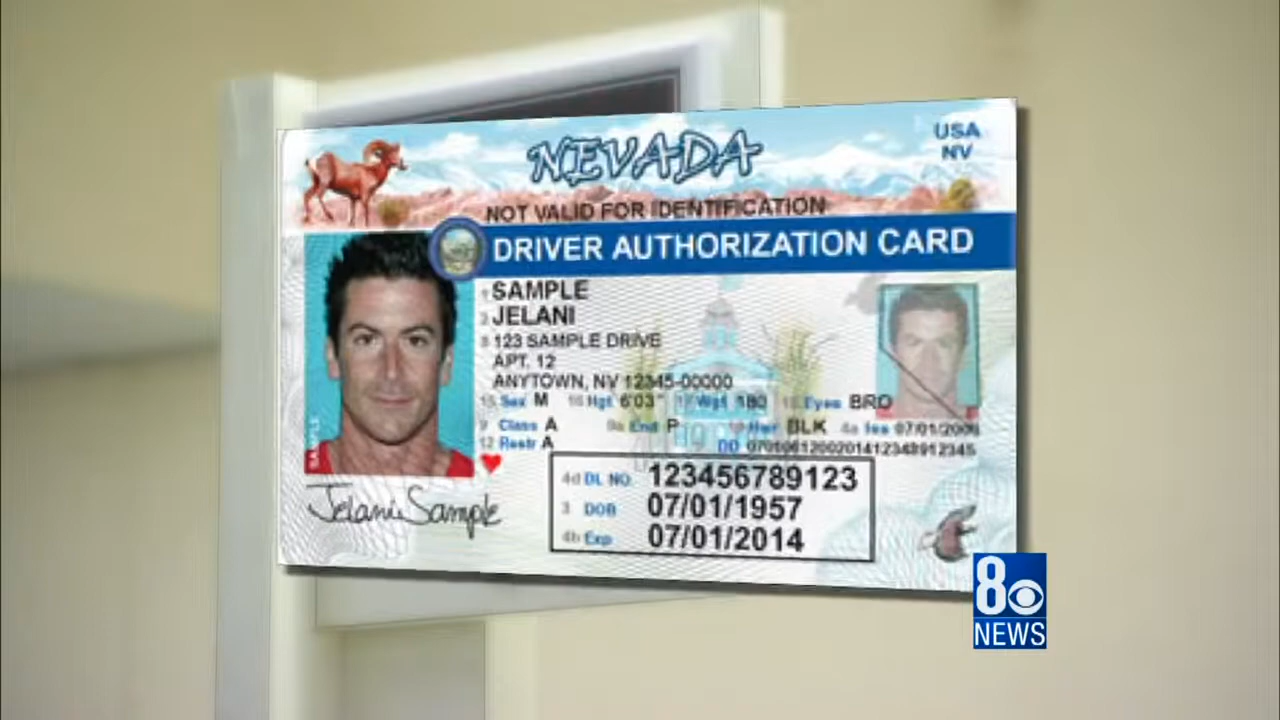 NEVADA
USA
NV
NOT VALID FOR IDENTIFICATION
DRIVER AUTHORIZATION CARD
1 SAMPLE
2 JELANI
8 123 SAMPLE DRIVE
APT. 12
ANYTOWN, NV 12345-00000
15 Sex M 16 Hgt 6'03" 17 Wgt 180 18 Eyes BRO
9 Class A 9a End P Hair BLK 4a Iss 07/01/2006
12 Restr A DD
SAMPLE
4d DL NO. 123456789123
3 DOB 07/01/1957
4b Exp 07/01/2014
Jelani Sample
8
NEWS